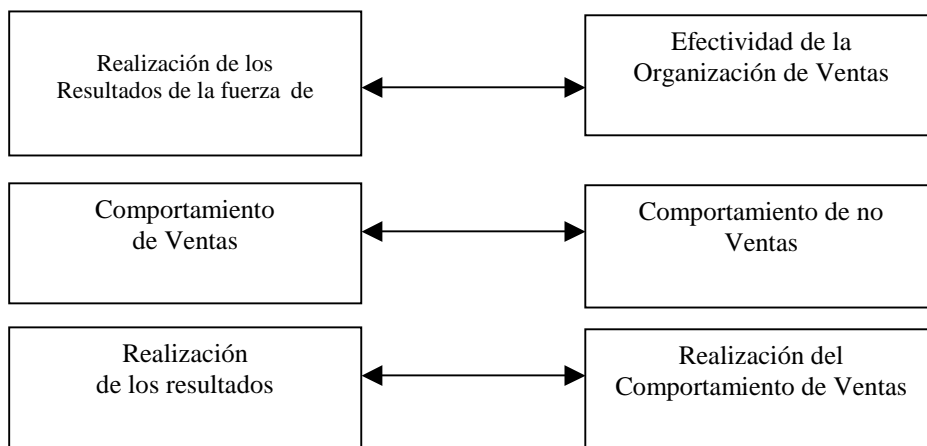 Realización de los
Resultados de la fuerza de
Efectividad de la
Organización de Ventas
Comportamiento
de Ventas
Comportamiento de no
Ventas
Realización
de los resultados
Realización del
Comportamiento de Ventas